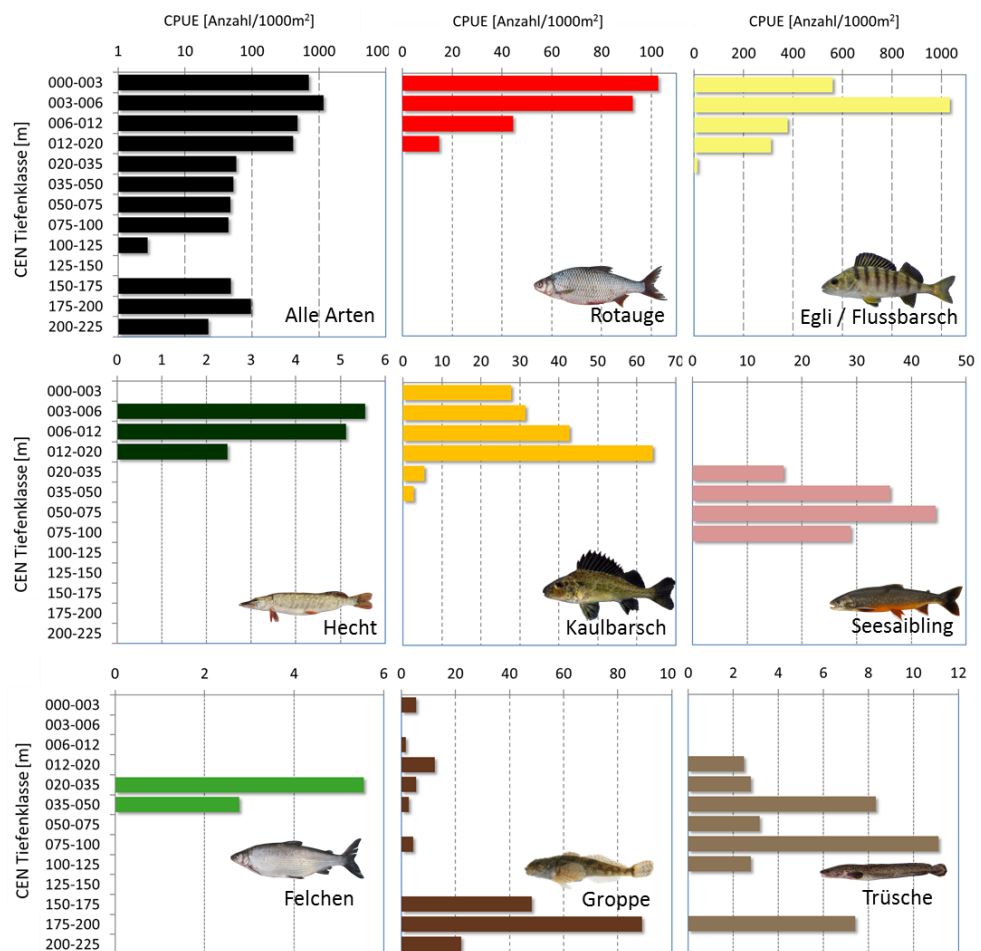 CPUE [Anzahl/1000m²] CPUE [Anzahl/1000m²] CPUE [Anzahl/1000m²]
1 10 100 1000 100 0 20 40 60 80 100 0 200 400 600 800 1000
CEN Tiefenklasse [m]
000-003
003-006
006-012
012-020
020-035
035-050
050-075
075-100
100-125
125-150
150-175
175-200
200-225
Alle Arten
Rotauge
Egli / Flussbarsch
0 1 2 3 4 5 6 0 10 20 30 40 50 60 70 0 10 20 30 40 50
CEN Tiefenklasse [m]
000-003
003-006
006-012
012-020
020-035
035-050
050-075
075-100
100-125
125-150
150-175
175-200
200-225
Hecht
Kaulbarsch
Seesaibling
0 2 4 6 0 20 40 60 80 10 0 2 4 6 8 10 12
CEN Tiefenklasse [m]
000-003
003-006
006-012
012-020
020-035
035-050
050-075
075-100
100-125
125-150
150-175
175-200
200-225
Felchen
Groppe
Trüsche